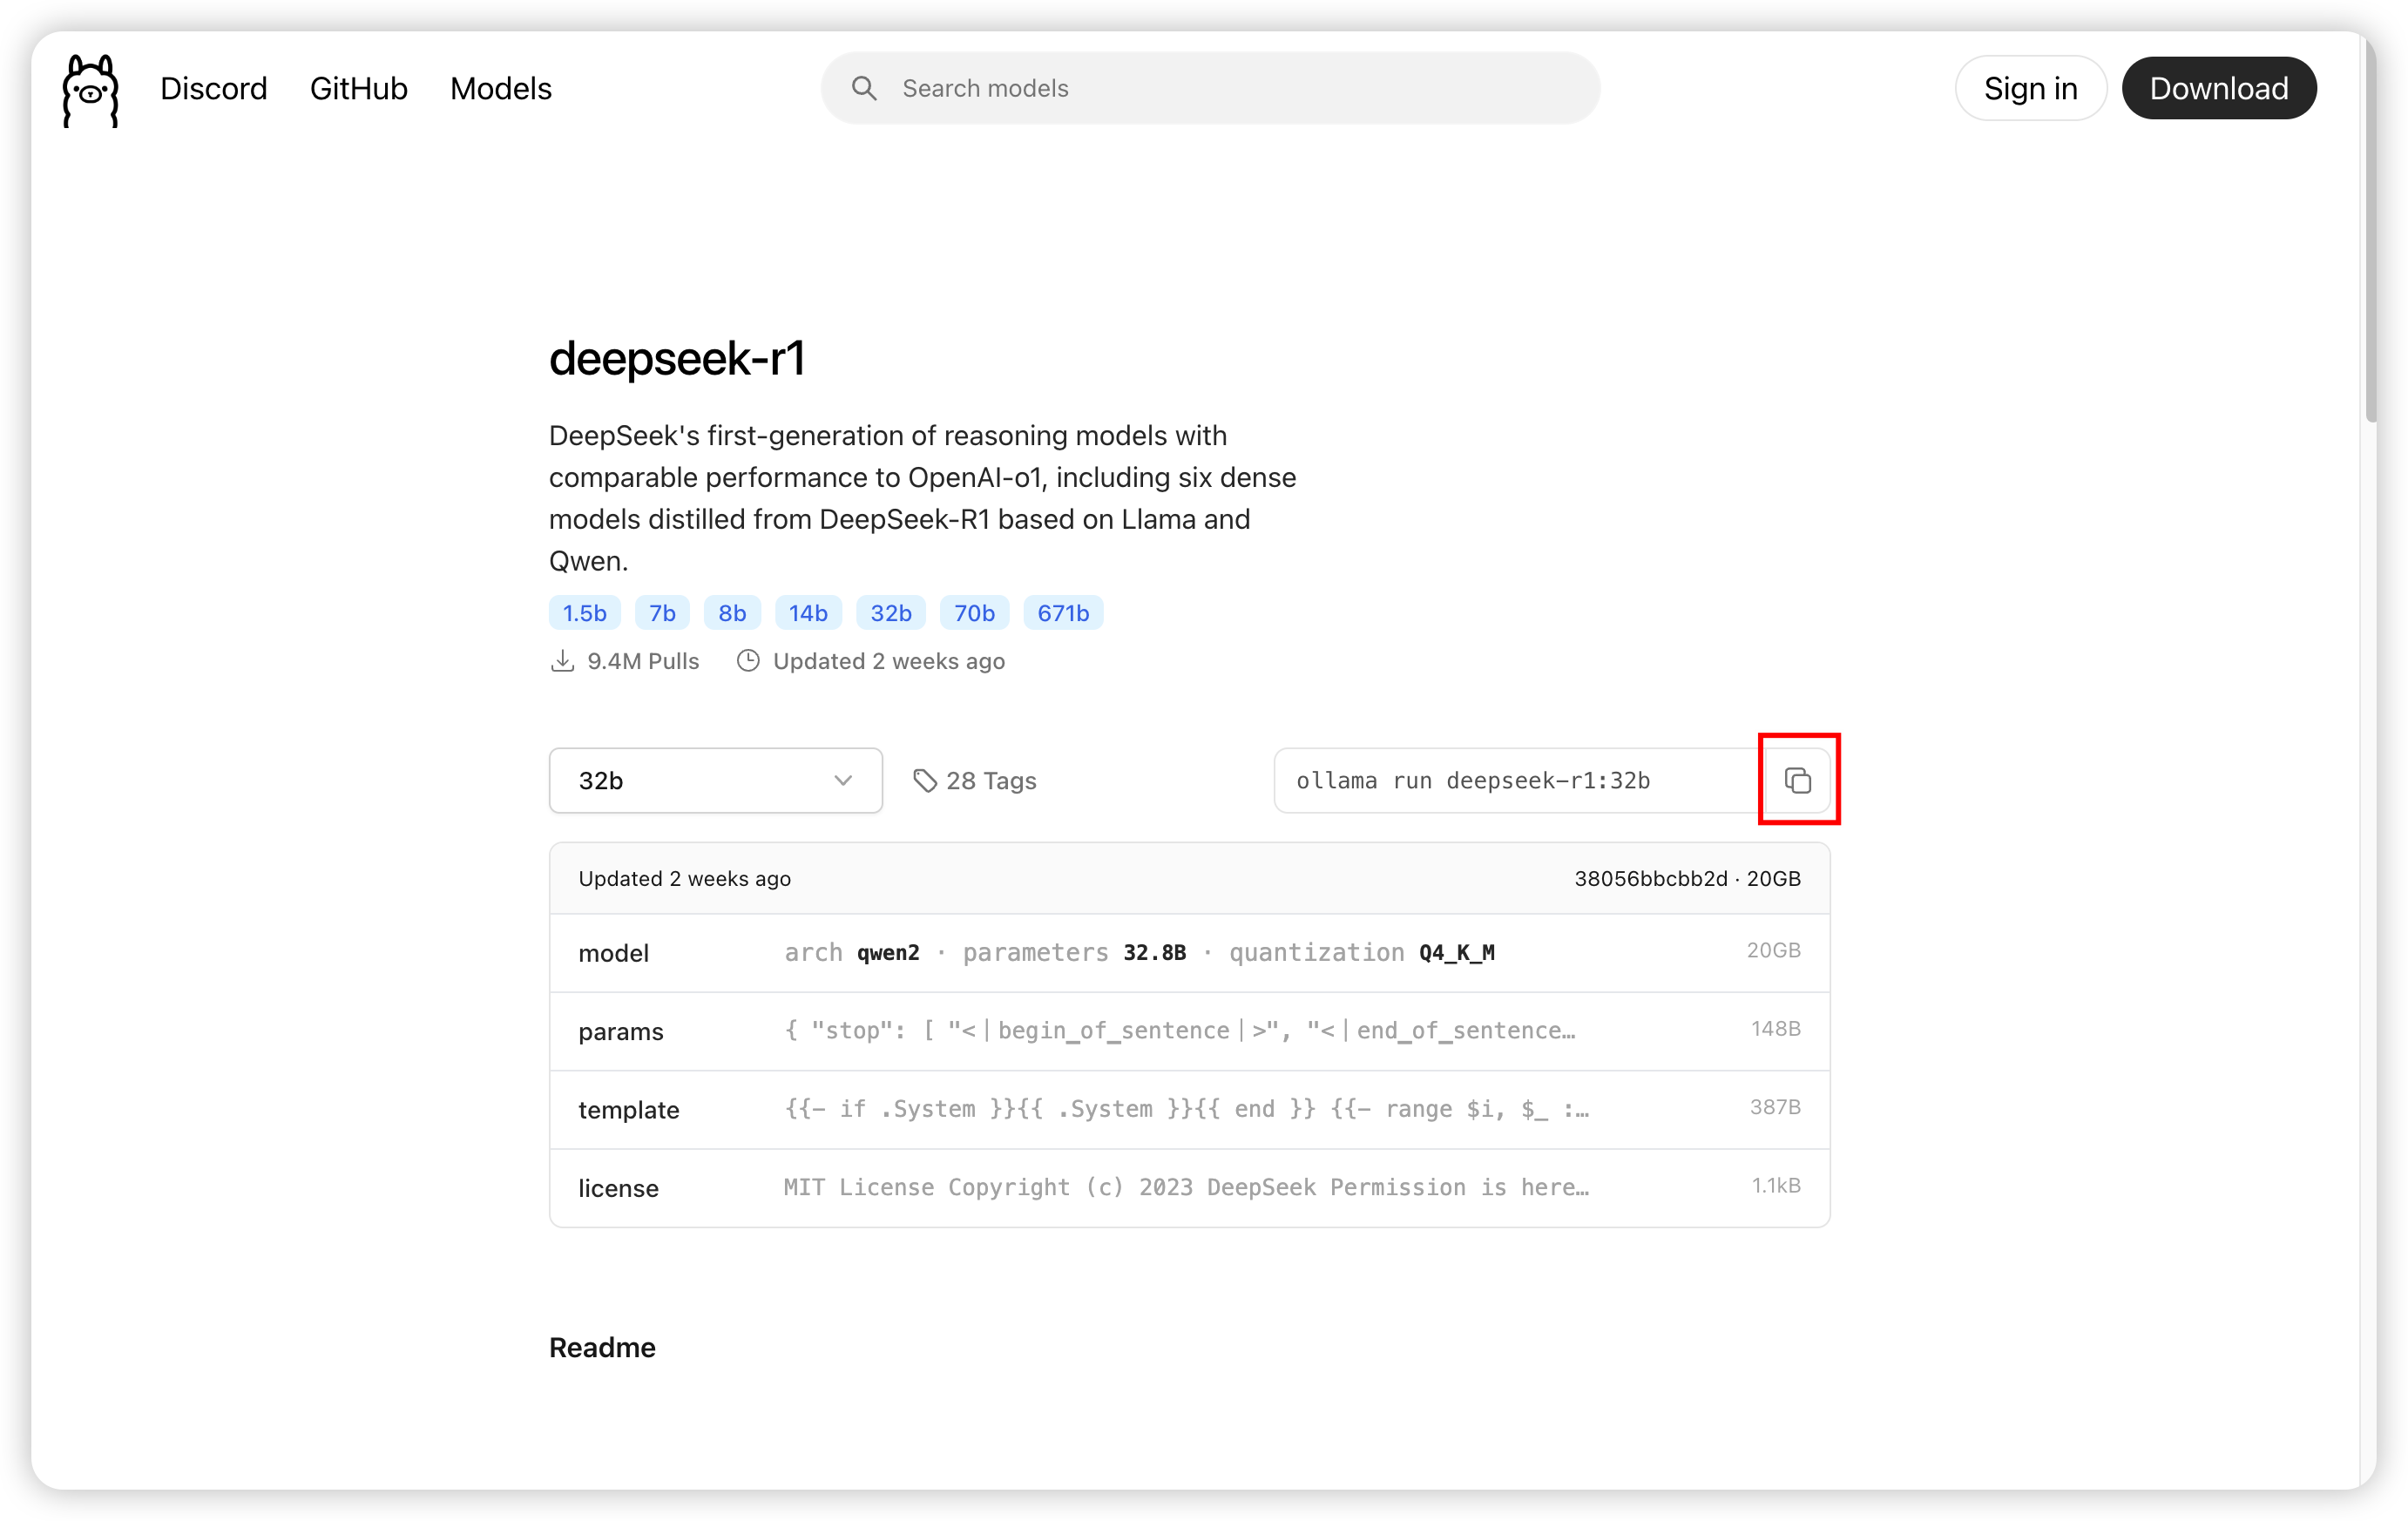 Discord GitHub Models Search models Sign in Download
deepseek-r1
DeepSeek's first-generation of reasoning models with
comparable performance to OpenAI-o1, including six dense
models distilled from DeepSeek-R1 based on Llama and
Qwen.
1.5b 7b 8b 14b 32b 70b 671b
9.4M Pulls Updated 2 weeks ago
32b 28 Tags ollama run deepseek-r1:32b
Updated 2 weeks ago 38056bbcbb2d · 20GB
model arch qwen2 · parameters 32.8B · quantization Q4_K_M 20GB
params { "stop": [ "<｜begin_of_sentence｜>", "<｜end_of_sentence… 148B
template {{- if .System }}{{ .System }}{{ end }} {{- range $i, $_ :… 387B
license MIT License Copyright (c) 2023 DeepSeek Permission is here… 1.1kB
Readme